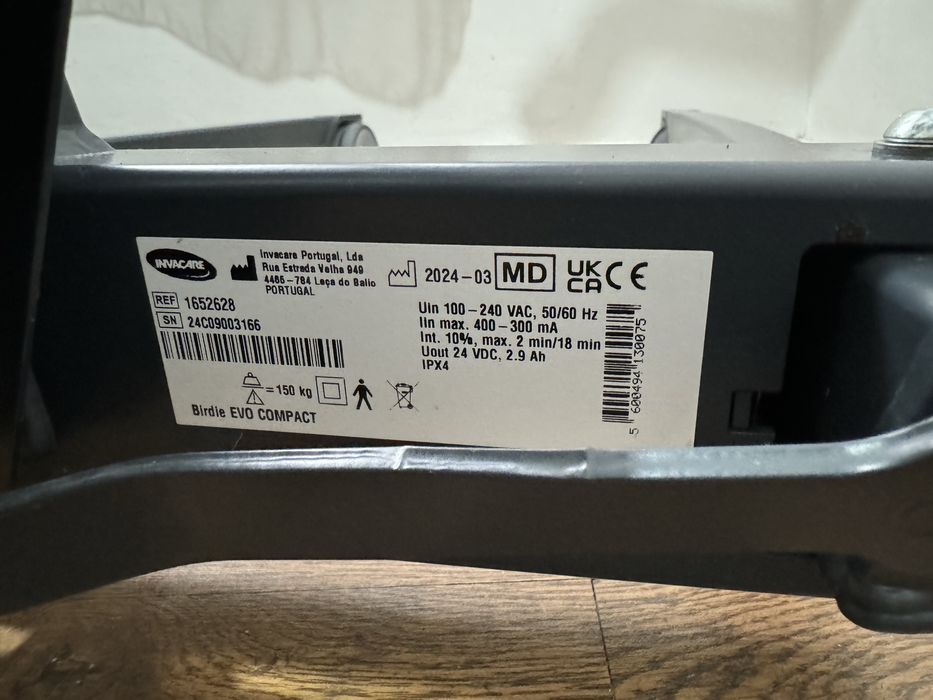 INVACARE
Invacare Portugal, Lda
Rua Estrada Velha 949
4465-784 Leça do Balio
PORTUGAL
2024-03
MD
UK
CA
CE
REF 1652628
SN 24C09003166
Uin 100-240 VAC, 50/60 Hz
Iin max. 400-300 mA
Int. 10%, max. 2 min/18 min
Uout 24 VDC, 2.9 Ah
IPX4
= 150 kg
Birdie EVO COMPACT
5 600494 130075